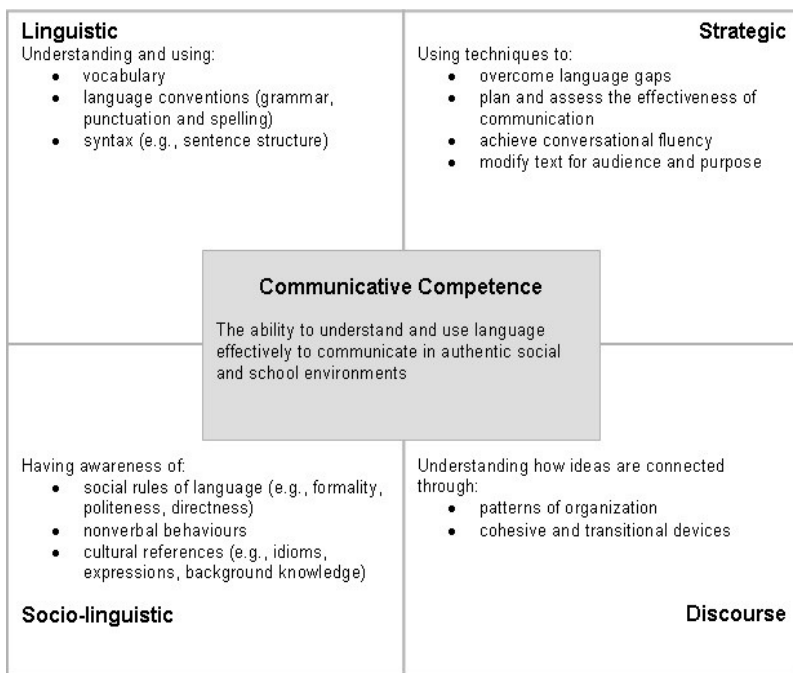 Linguistic
Understanding and using:
• vocabulary
• language conventions (grammar,
punctuation and spelling)
• syntax (e.g., sentence structure)
Strategic
Using techniques to:
• overcome language gaps
• plan and assess the effectiveness of
communication
• achieve conversational fluency
• modify text for audience and purpose
Communicative Competence
The ability to understand and use language
effectively to communicate in authentic social
and school environments
Having awareness of:
• social rules of language (e.g., formality,
politeness, directness)
• nonverbal behaviours
• cultural references (e.g., idioms,
expressions, background knowledge)
Socio-linguistic
Understanding how ideas are connected
through:
• patterns of organization
• cohesive and transitional devices
Discourse